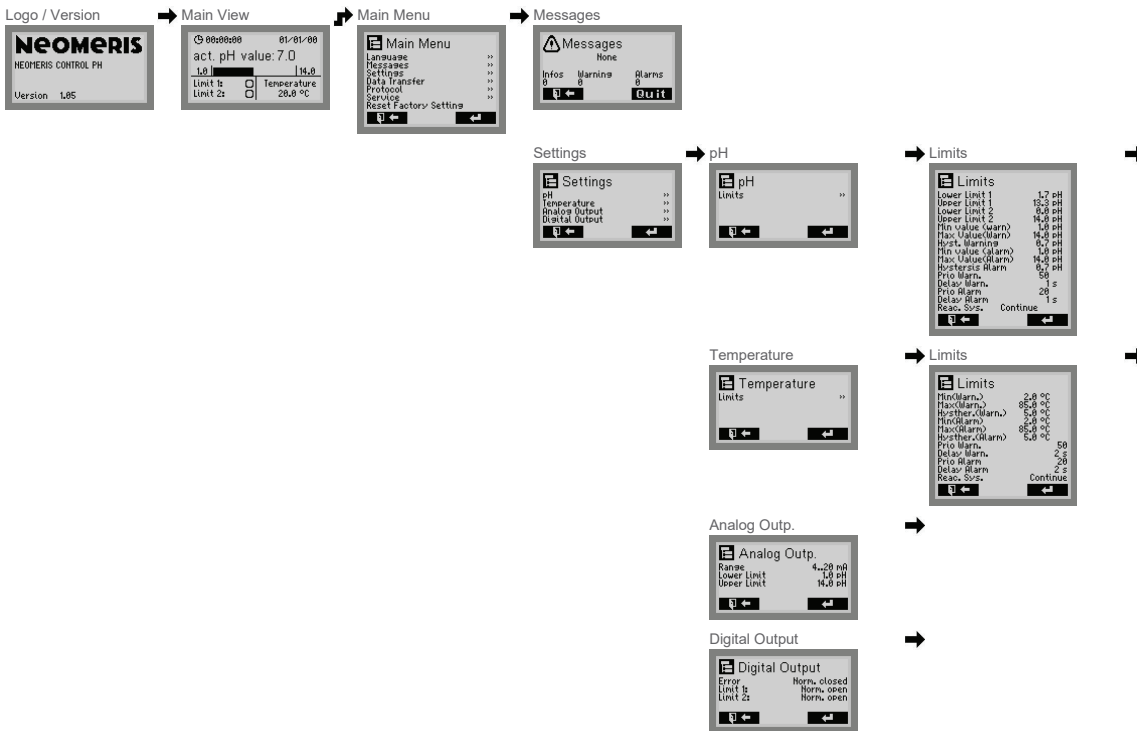 Logo / Version
Main View
Main Menu
Messages
NEOMERIS
NEOMERIS CONTROL PH
Version 1.05
00:00:00 01/01/00
act. pH value: 7.0
1.0 14.0
Limit 1: Temperature
Limit 2: 20.0 °C
Main Menu
Language »
Messages »
Settings »
Data Transfer »
Protocol »
Service »
Reset Factory Setting
Messages
None
Infos Warning Alarms
0 0 0
Quit
Settings
pH
Limits
Settings
pH »
Temperature »
Analog Output »
Digital Output »
pH
Limits »
Limits
Lower Limit 1 1.7 pH
Upper Limit 1 13.3 pH
Lower Limit 2 0.0 pH
Upper Limit 2 14.0 pH
Min value (warn) 1.0 pH
Max Value(Warn) 14.0 pH
Hyst. Warning 0.7 pH
Min value (alarm) 1.0 pH
Max Value(Alarm) 14.0 pH
Hystersis Alarm 0.7 pH
Prio Warn. 50
Delay Warn. 1 s
Prio Alarm 20
Delay Alarm 1 s
Reac. Sys. Continue
Temperature
Limits
Temperature
Limits »
Limits
Min(Warn.) 2.0 °C
Max(Warn.) 85.0 °C
Hysther.(Warn.) 5.0 °C
Min(Alarm) 2.0 °C
Max(Alarm) 85.0 °C
Hysther.(Alarm) 5.0 °C
Prio Warn. 50
Delay Warn. 2 s
Prio Alarm 20
Delay Alarm 2 s
Reac. Sys. Continue
Analog Outp.
Analog Outp.
Range 4..20 mA
Lower Limit 1.0 pH
Upper Limit 14.0 pH
Digital Output
Digital Output
Error Norm. closed
Limit 1: Norm. open
Limit 2: Norm. open